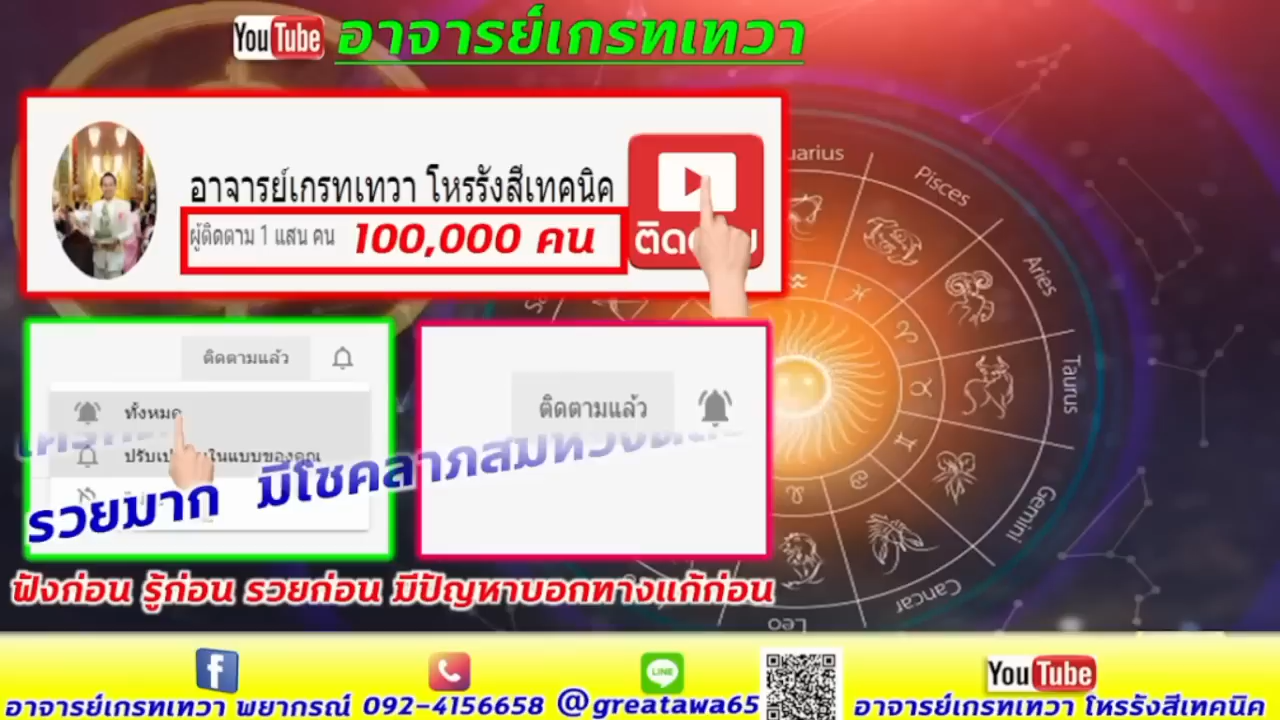 YouTube อาจารย์เกรทเทวา
อาจารย์เกรทเทวา โหรรังสีเทคนิค
ผู้ติดตาม 1 แสน คน 100,000 คน
ติดตามแล้ว
ทั้งหมด
ติดตามแล้ว
รวยมาก มีโชคลาภสมหวัง
ฟังก่อน รู้ก่อน รวยก่อน มีปัญหาบอกทางแก้ก่อน
Pisces
Aries
Taurus
Gemini
Cancer
Leo
f LINE YouTube
อาจารย์เกรทเทวา พยากรณ์ 092-4156658 @greatawa65 อาจารย์เกรทเทวา โหรรังสีเทคนิค